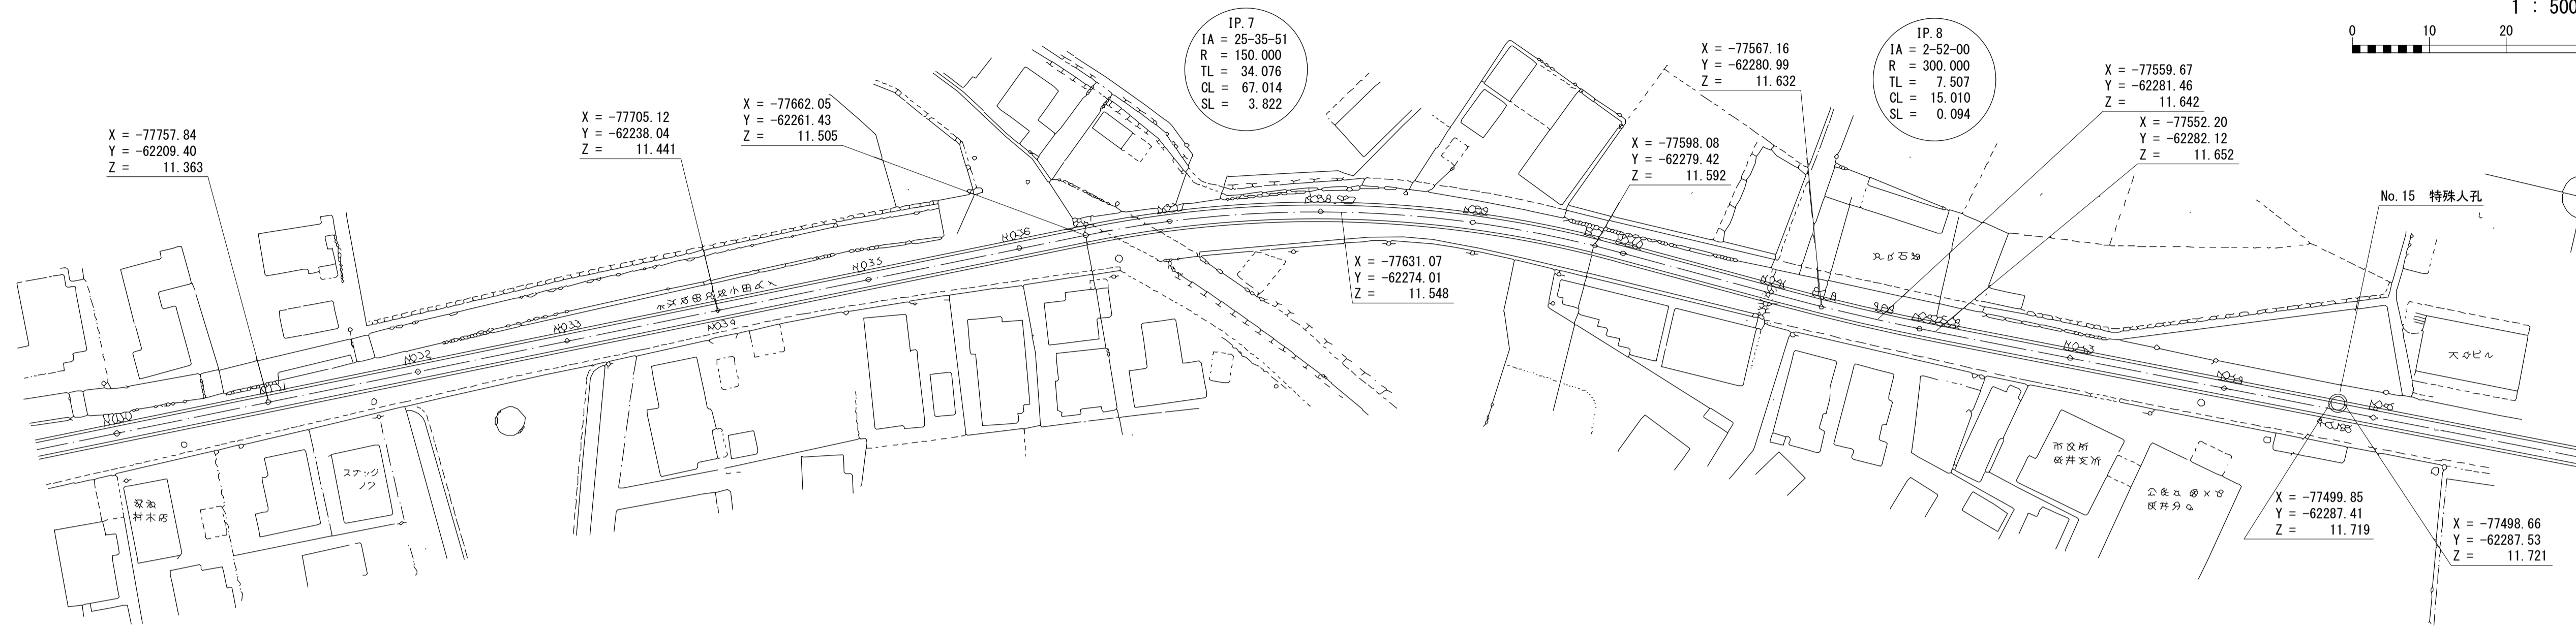 1 : 500
0 10 20
IP.7
IA = 25-35-51
R = 150.000
TL = 34.076
CL = 67.014
SL = 3.822
IP.8
IA = 2-52-00
R = 300.000
TL = 7.507
CL = 15.010
SL = 0.094
X = -77757.84
Y = -62209.40
Z = 11.363
X = -77705.12
Y = -62238.04
Z = 11.441
X = -77662.05
Y = -62261.43
Z = 11.505
X = -77631.07
Y = -62274.01
Z = 11.548
X = -77598.08
Y = -62279.42
Z = 11.592
X = -77567.16
Y = -62280.99
Z = 11.632
X = -77559.67
Y = -62281.46
Z = 11.642
X = -77552.20
Y = -62282.12
Z = 11.652
No.15 特殊人孔
X = -77499.85
Y = -62287.41
Z = 11.719
X = -77498.66
Y = -62287.53
Z = 11.721
NO32
NO33
NO35
NO36
市役所